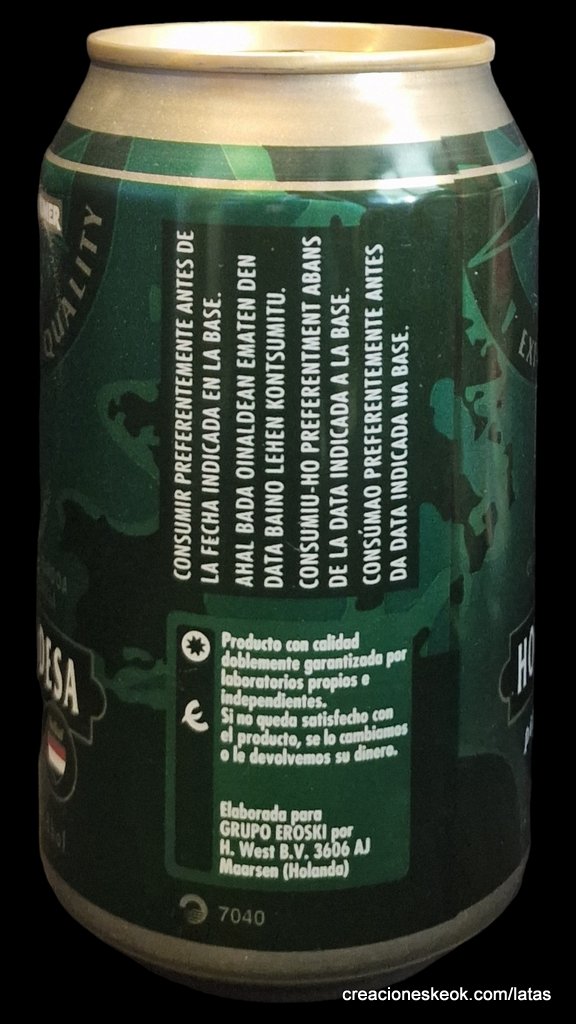 QUALITY
CONSUMIR PREFERENTEMENTE ANTES DE
LA FECHA INDICADA EN LA BASE.
AHAL BADA OINALDEAN EMATEN DEN
DATA BAINO LEHEN KONTSUMITU.
CONSUMIU-HO PREFERENTMENT ABANS
DE LA DATA INDICADA A LA BASE.
CONSÚMAO PREFERENTEMENTE ANTES
DA DATA INDICADA NA BASE.
Producto con calidad
doblemente garantizada por
laboratorios propios e
independientes.
Si no queda satisfecho con
el producto, se lo cambiamos
o le devolvemos su dinero.
Elaborada para
GRUPO EROSKI por
H. West B.V. 3606 AJ
Maarsen (Holanda)
7040
DESA
HO
creacioneskeok.com/latas